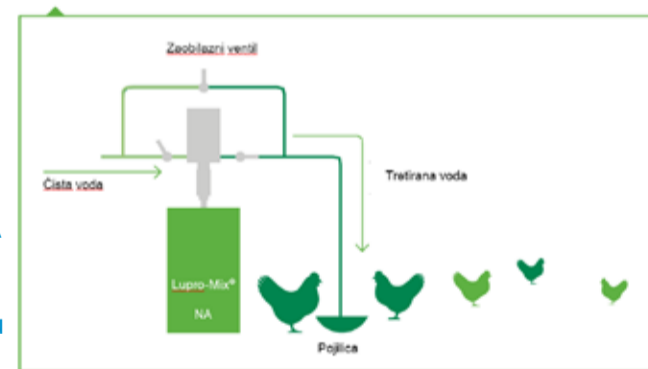 Zaobilazni ventil
Čista voda
Tretirana voda
Lupro-Mix®
NA
Pojilica